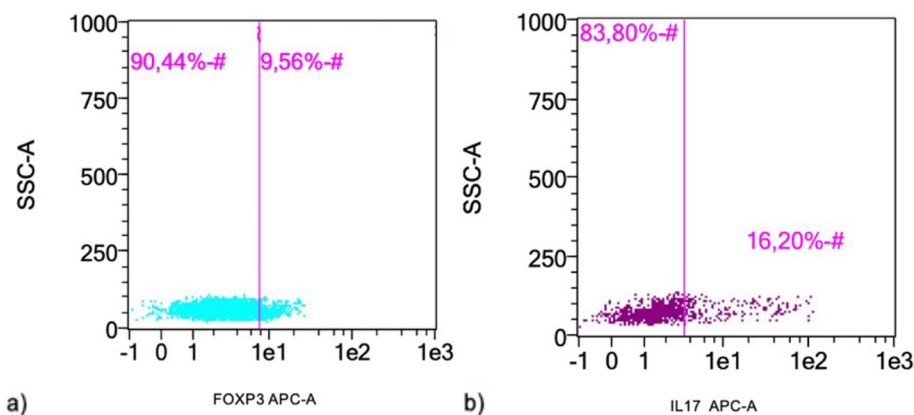 1000
90,44%-# 9,56%-#
750
500
250
0
SSC-A
-1 0 1 1e1 1e2 1e3
FOXP3 APC-A
a)
1000
83,80%-#
750
500
16,20%-#
250
0
SSC-A
-1 0 1 1e1 1e2 1e3
IL17 APC-A
b)